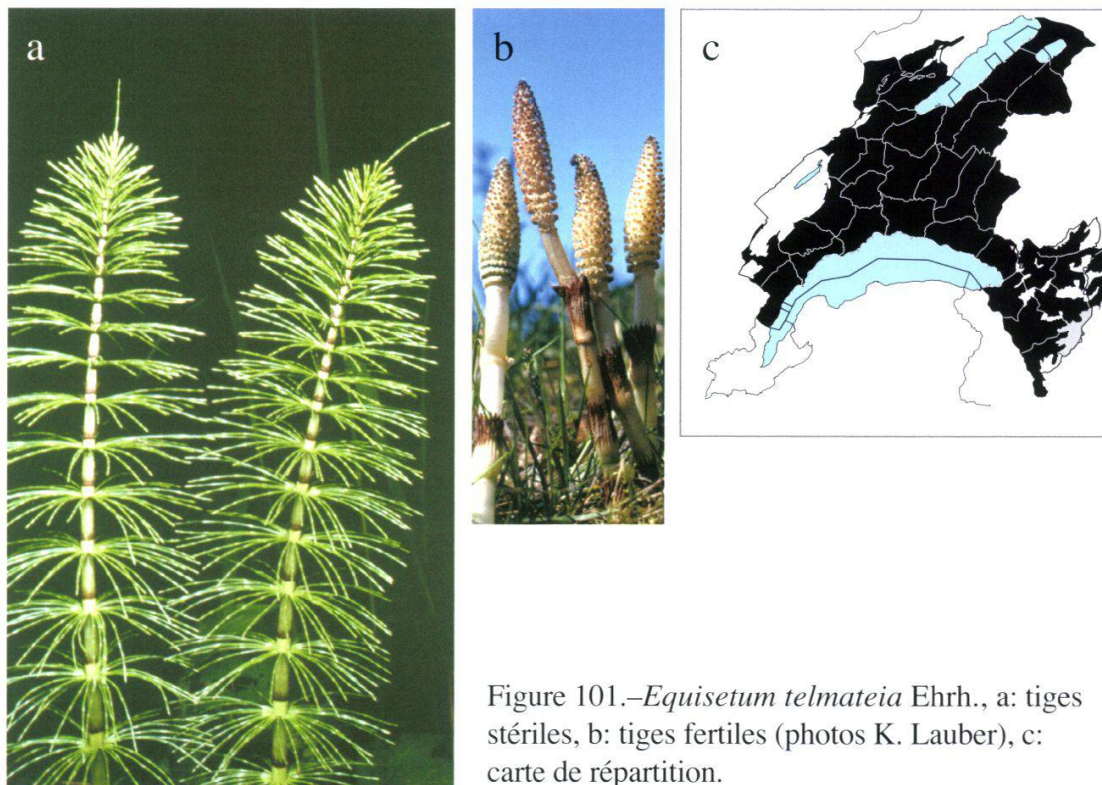 a
b
c
Figure 101.–Equisetum telmateia Ehrh., a: tiges
stériles, b: tiges fertiles (photos K. Lauber), c:
carte de répartition.